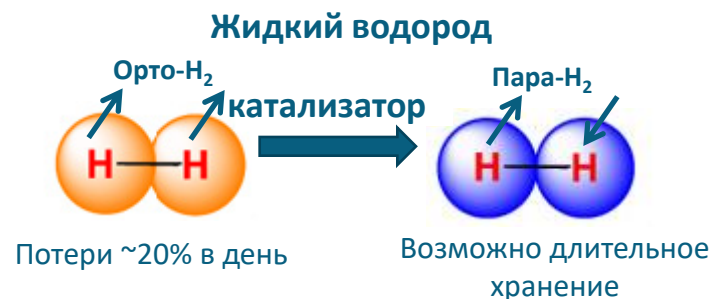 Жидкий водород
Орто-H₂
Пара-H₂
катализатор
H H
H H
Потери ~20% в день
Возможно длительное
хранение